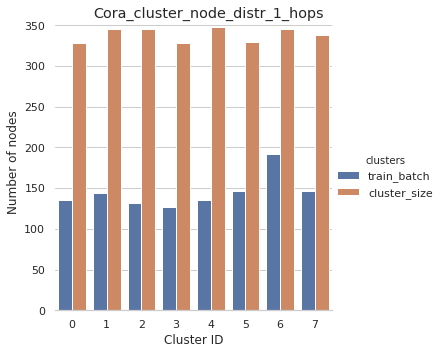 Cora_cluster_node_distr_1_hops
350
300
250
200
150
100
50
0
Number of nodes
0 1 2 3 4 5 6 7
Cluster ID
clusters
train_batch
cluster_size